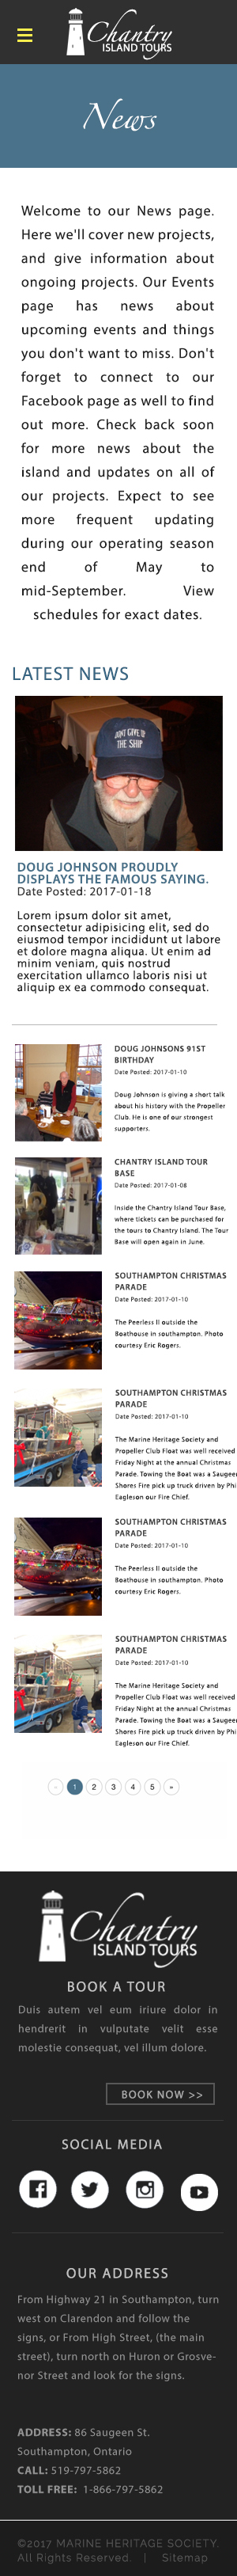 Chantry
ISLAND TOURS
News
Welcome to our News page.
Here we'll cover new projects,
and give information about
ongoing projects. Our Events
page has news about
upcoming events and things
you don't want to miss. Don't
forget to connect to our
Facebook page as well to find
out more. Check back soon
for more news about the
island and updates on all of
our projects. Expect to see
more frequent updating
during our operating season
end of May to
mid-September. View
schedules for exact dates.
LATEST NEWS
DON'T GIVE UP
THE SHIP
DOUG JOHNSON PROUDLY
DISPLAYS THE FAMOUS SAYING.
Date Posted: 2017-01-18
Lorem ipsum dolor sit amet,
consectetur adipisicing elit, sed do
eiusmod tempor incididunt ut labore
et dolore magna aliqua. Ut enim ad
minim veniam, quis nostrud
exercitation ullamco laboris nisi ut
aliquip ex ea commodo consequat.
DOUG JOHNSONS 91ST
BIRTHDAY
Date Posted: 2017-01-10
Doug Johnson is giving a short talk
about his history with the Propeller
Club. He is one of our strongest
supporters.
CHANTRY ISLAND TOUR
BASE
Date Posted: 2017-01-08
Inside the Chantry Island Tour Base,
where tickets can be purchased for
the tours to Chantry Island. The Tour
Base will open again in June.
SOUTHAMPTON CHRISTMAS
PARADE
Date Posted: 2017-01-10
The Peerless II outside the
Boathouse in southampton. Photo
courtesy Eric Rogers.
SOUTHAMPTON CHRISTMAS
PARADE
Date Posted: 2017-01-10
The Marine Heritage Society and
Propeller Club Float was well received
Friday Night at the annual Christmas
Parade. Towing the Boat was a Saugeen
Shores Fire pick up truck driven by Phi
Eagleson our Fire Chief.
SOUTHAMPTON CHRISTMAS
PARADE
Date Posted: 2017-01-10
The Peerless II outside the
Boathouse in southampton. Photo
courtesy Eric Rogers.
SOUTHAMPTON CHRISTMAS
PARADE
Date Posted: 2017-01-10
The Marine Heritage Society and
Propeller Club Float was well received
Friday Night at the annual Christmas
Parade. Towing the Boat was a Saugeen
Shores Fire pick up truck driven by Phi
Eagleson our Fire Chief.
« 1 2 3 4 5 »
Chantry
ISLAND TOURS
BOOK A TOUR
Duis autem vel eum iriure dolor in
hendrerit in vulputate velit esse
molestie consequat, vel illum dolore.
BOOK NOW >>
SOCIAL MEDIA
OUR ADDRESS
From Highway 21 in Southampton, turn
west on Clarendon and follow the
signs, or From High Street, (the main
street), turn north on Huron or Grosve-
nor Street and look for the signs.
ADDRESS: 86 Saugeen St.
Southampton, Ontario
CALL: 519-797-5862
TOLL FREE: 1-866-797-5862
©2017 MARINE HERITAGE SOCIETY.
All Rights Reserved. | Sitemap